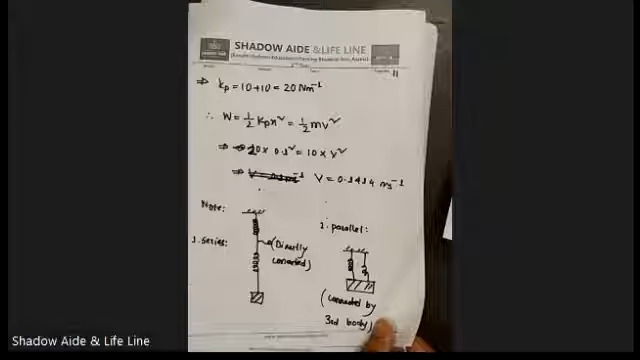 SHADOW AIDE & LIFE LINE
11
⇒ kp = 10+10 = 20 Nm⁻¹
∴ W = ½ kpx² = ½ mv²
⇒ 20 x 0.1² = 10 x v²
⇒ V = 0.1414 ms⁻¹
Note:
1. series:
(Directly
connected)
2. parallel:
(connected by
3rd body)
Shadow Aide & Life Line